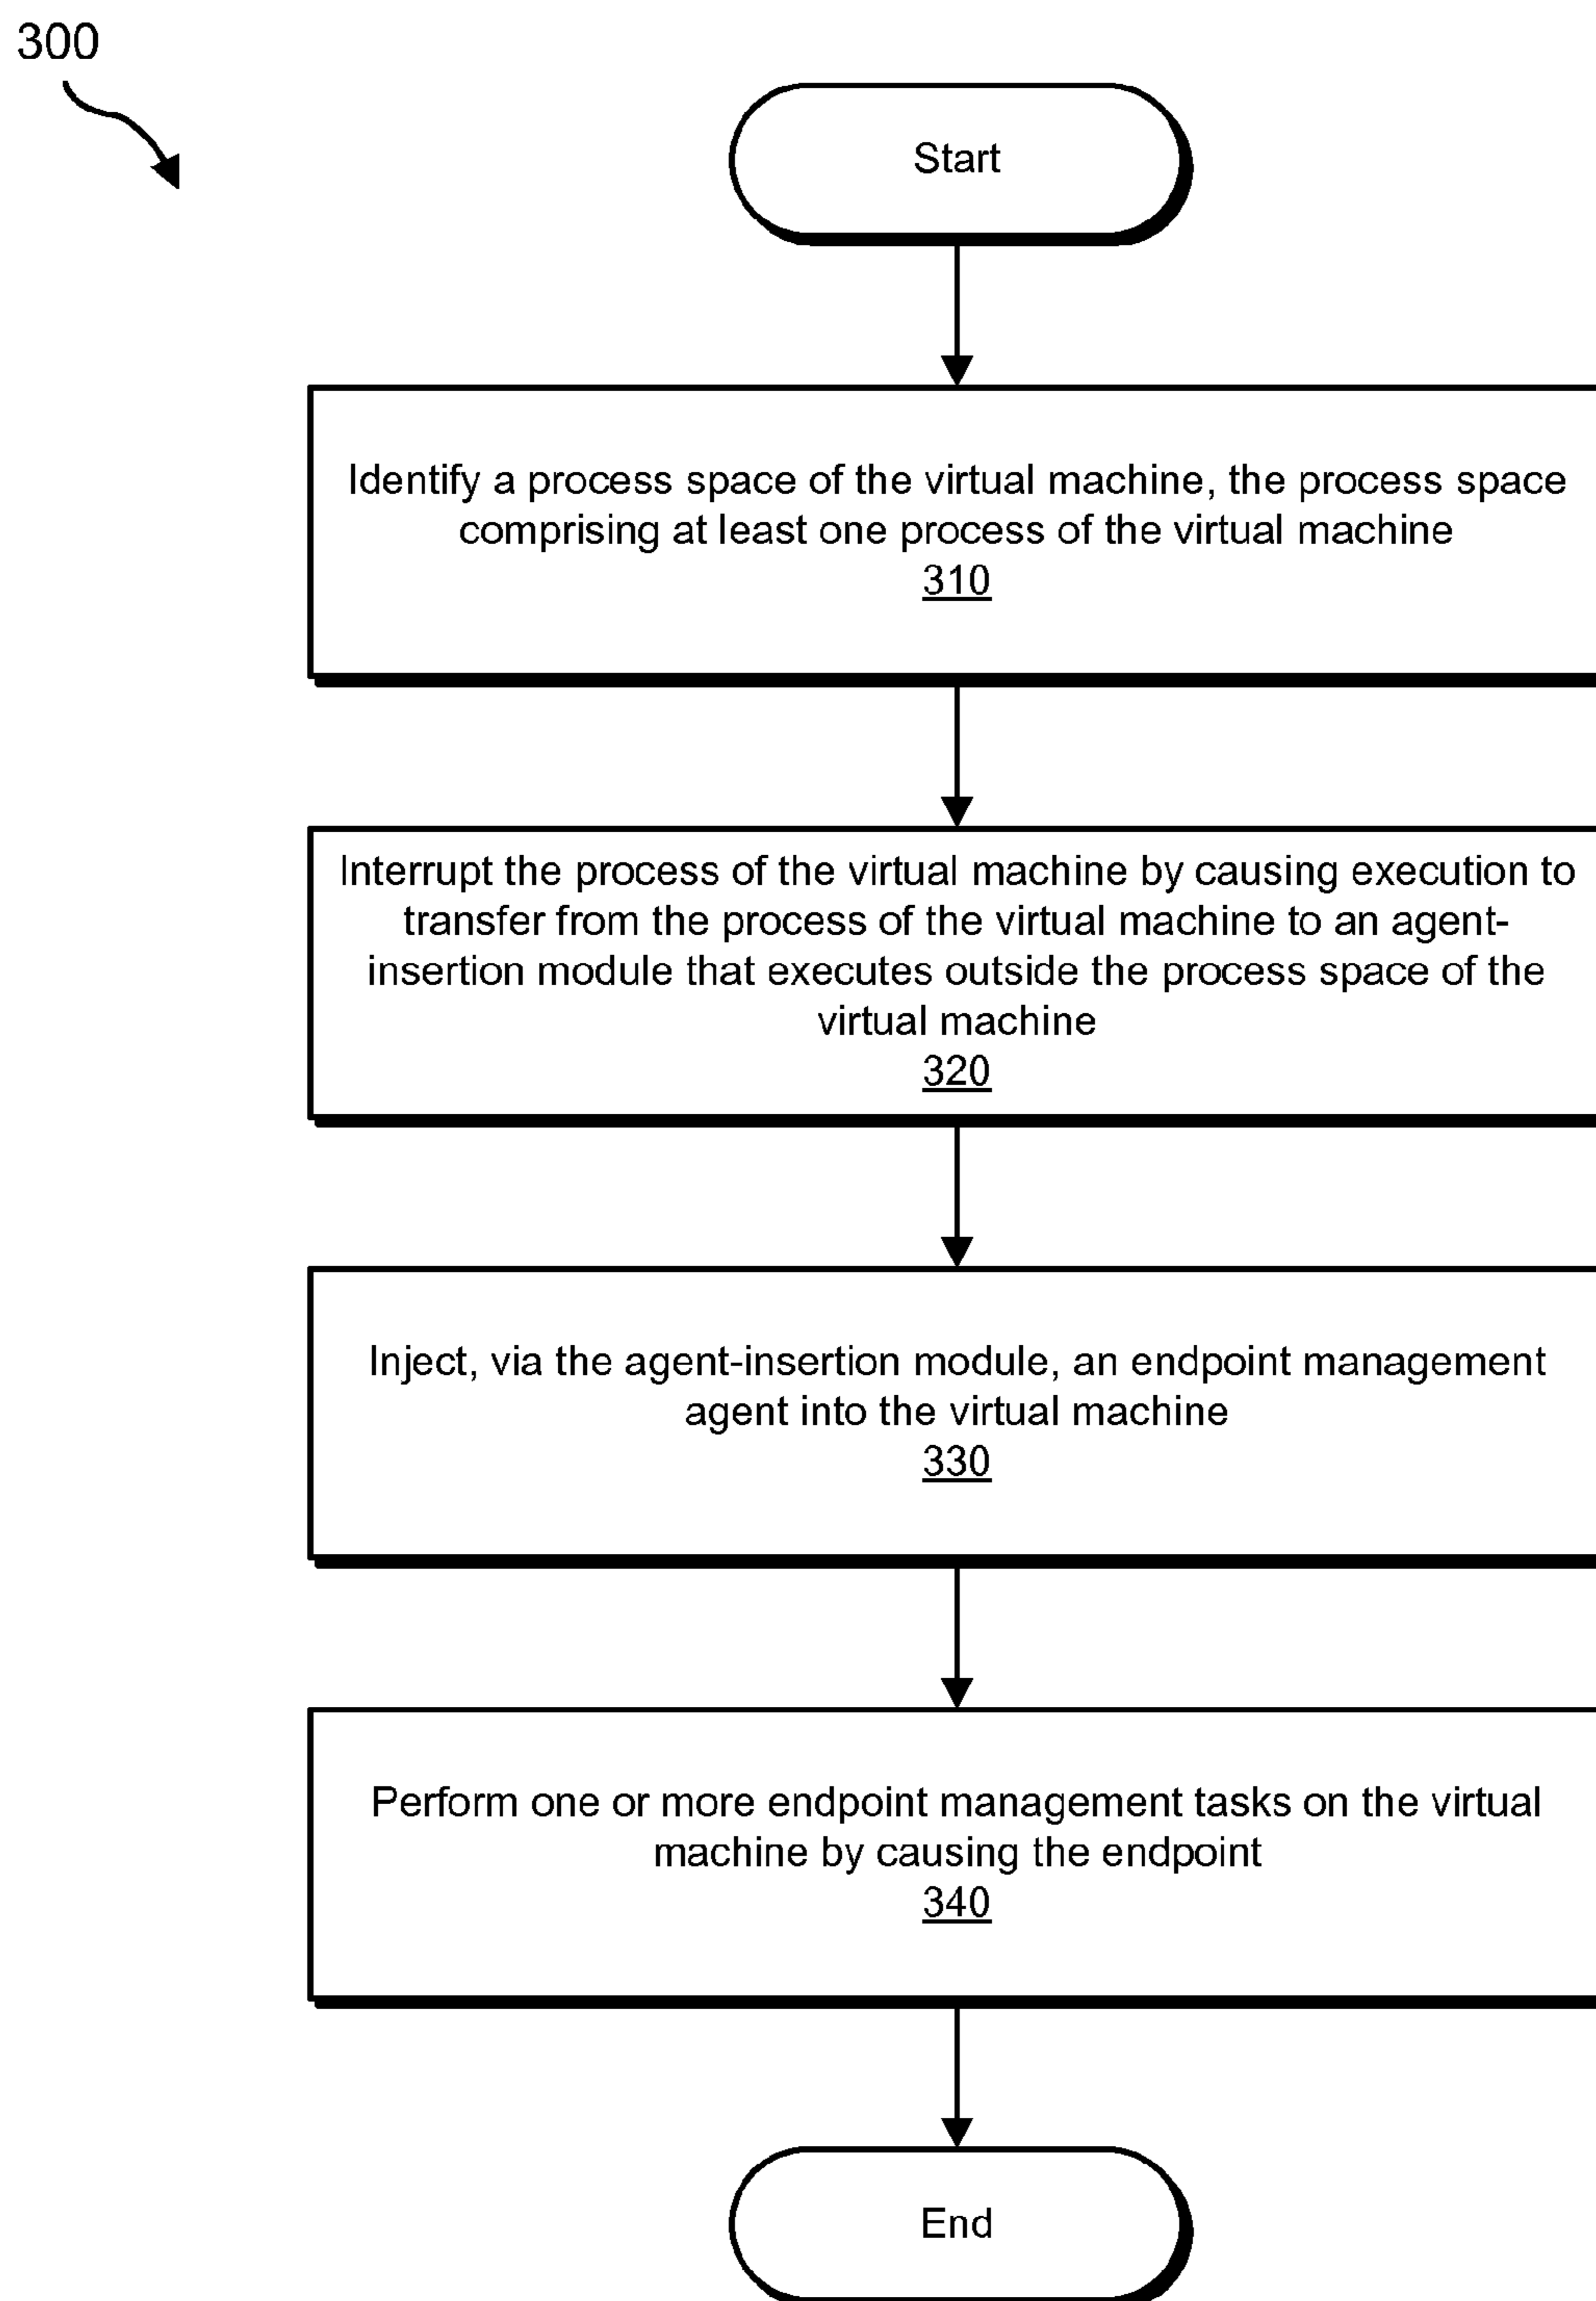 300
Start
Identify a process space of the virtual machine, the process space
comprising at least one process of the virtual machine
310
Interrupt the process of the virtual machine by causing execution to
transfer from the process of the virtual machine to an agent-
insertion module that executes outside the process space of the
virtual machine
320
Inject, via the agent-insertion module, an endpoint management
agent into the virtual machine
330
Perform one or more endpoint management tasks on the virtual
machine by causing the endpoint
340
End